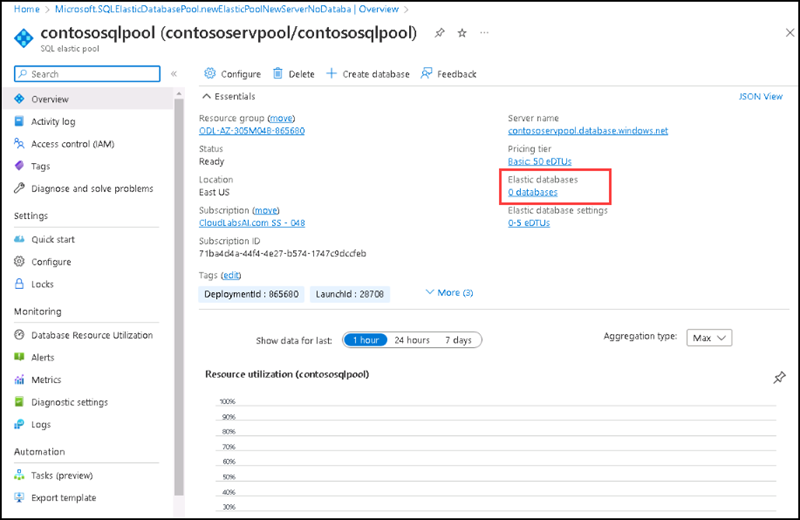 Home > Microsoft.SQLElasticDatabasePool.newElasticPoolNewServerNoDataba | Overview >
contososqlpool (contososervpool/contososqlpool)
SQL elastic pool
Search
Overview
Activity log
Access control (IAM)
Tags
Diagnose and solve problems
Settings
Quick start
Configure
Locks
Monitoring
Database Resource Utilization
Alerts
Metrics
Diagnostic settings
Logs
Automation
Tasks (preview)
Export template
Configure Delete Create database Feedback
Essentials JSON View
Resource group (move)
ODL-AZ-305M048-865680
Status
Ready
Location
East US
Subscription (move)
CloudLabsAI.com SS - 048
Subscription ID
71ba4d4a-44f4-4e27-b574-1747c9dccfeb
Server name
contososervpool.database.windows.net
Pricing tier
Basic: 50 eDTUs
Elastic databases
0 databases
Elastic database settings
0-5 eDTUs
Tags (edit)
DeploymentId : 865680 LaunchId : 28708 More (3)
Show data for last: 1 hour 24 hours 7 days Aggregation type: Max
Resource utilization (contososqlpool)
100%
90%
80%
70%
60%
50%
40%
30%